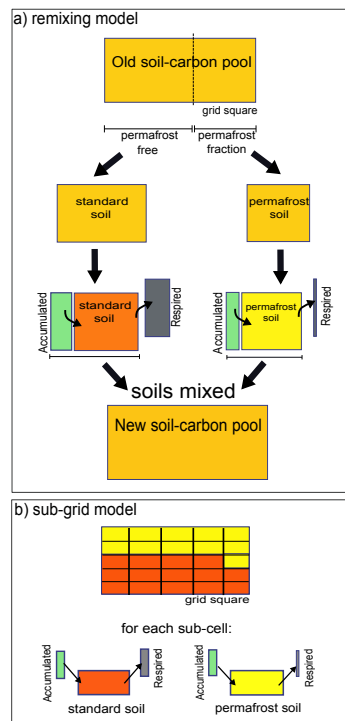 a) remixing model
Old soil-carbon pool
grid square
permafrost
free
permafrost
fraction
standard
soil
permafrost
soil
Accumulated
standard
soil
Respired
Accumulated
permafrost
soil
Respired
soils mixed
New soil-carbon pool
b) sub-grid model
grid square
for each sub-cell:
Accumulated
Respired
standard soil
Accumulated
Respired
permafrost soil